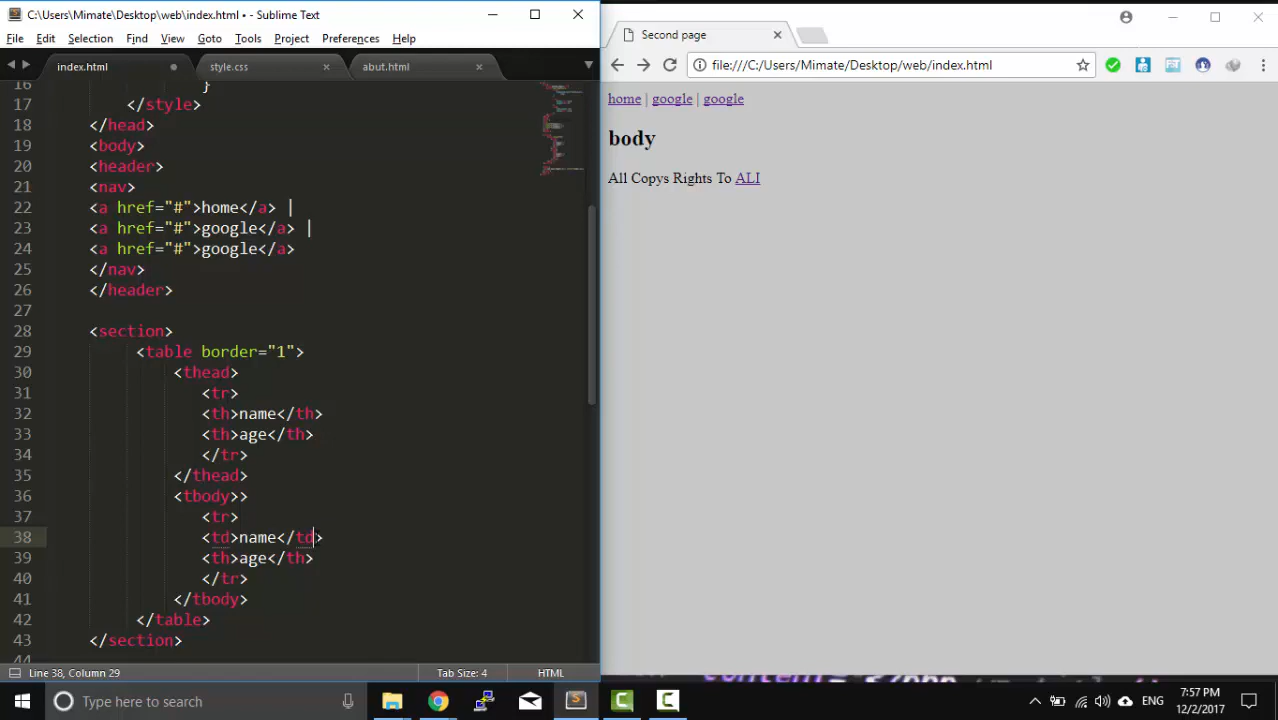 C:\Users\Mimate\Desktop\web\index.html • - Sublime Text
File Edit Selection Find View Goto Tools Project Preferences Help
index.html
style.css
abut.html
16 }
17 </style>
18 </head>
19 <body>
20 <header>
21 <nav>
22 <a href="#">home</a> |
23 <a href="#">google</a> |
24 <a href="#">google</a>
25 </nav>
26 </header>
27
28 <section>
29 <table border="1">
30 <thead>
31 <tr>
32 <th>name</th>
33 <th>age</th>
34 </tr>
35 </thead>
36 <tbody>>
37 <tr>
38 <td>name</td>
39 <th>age</th>
40 </tr>
41 </tbody>
42 </table>
43 </section>
44
Line 38, Column 29
Tab Size: 4
HTML
Second page
file:///C:/Users/Mimate/Desktop/web/index.html
home | google | google
body
All Copys Rights To ALI
Type here to search
ENG
7:57 PM
12/2/2017